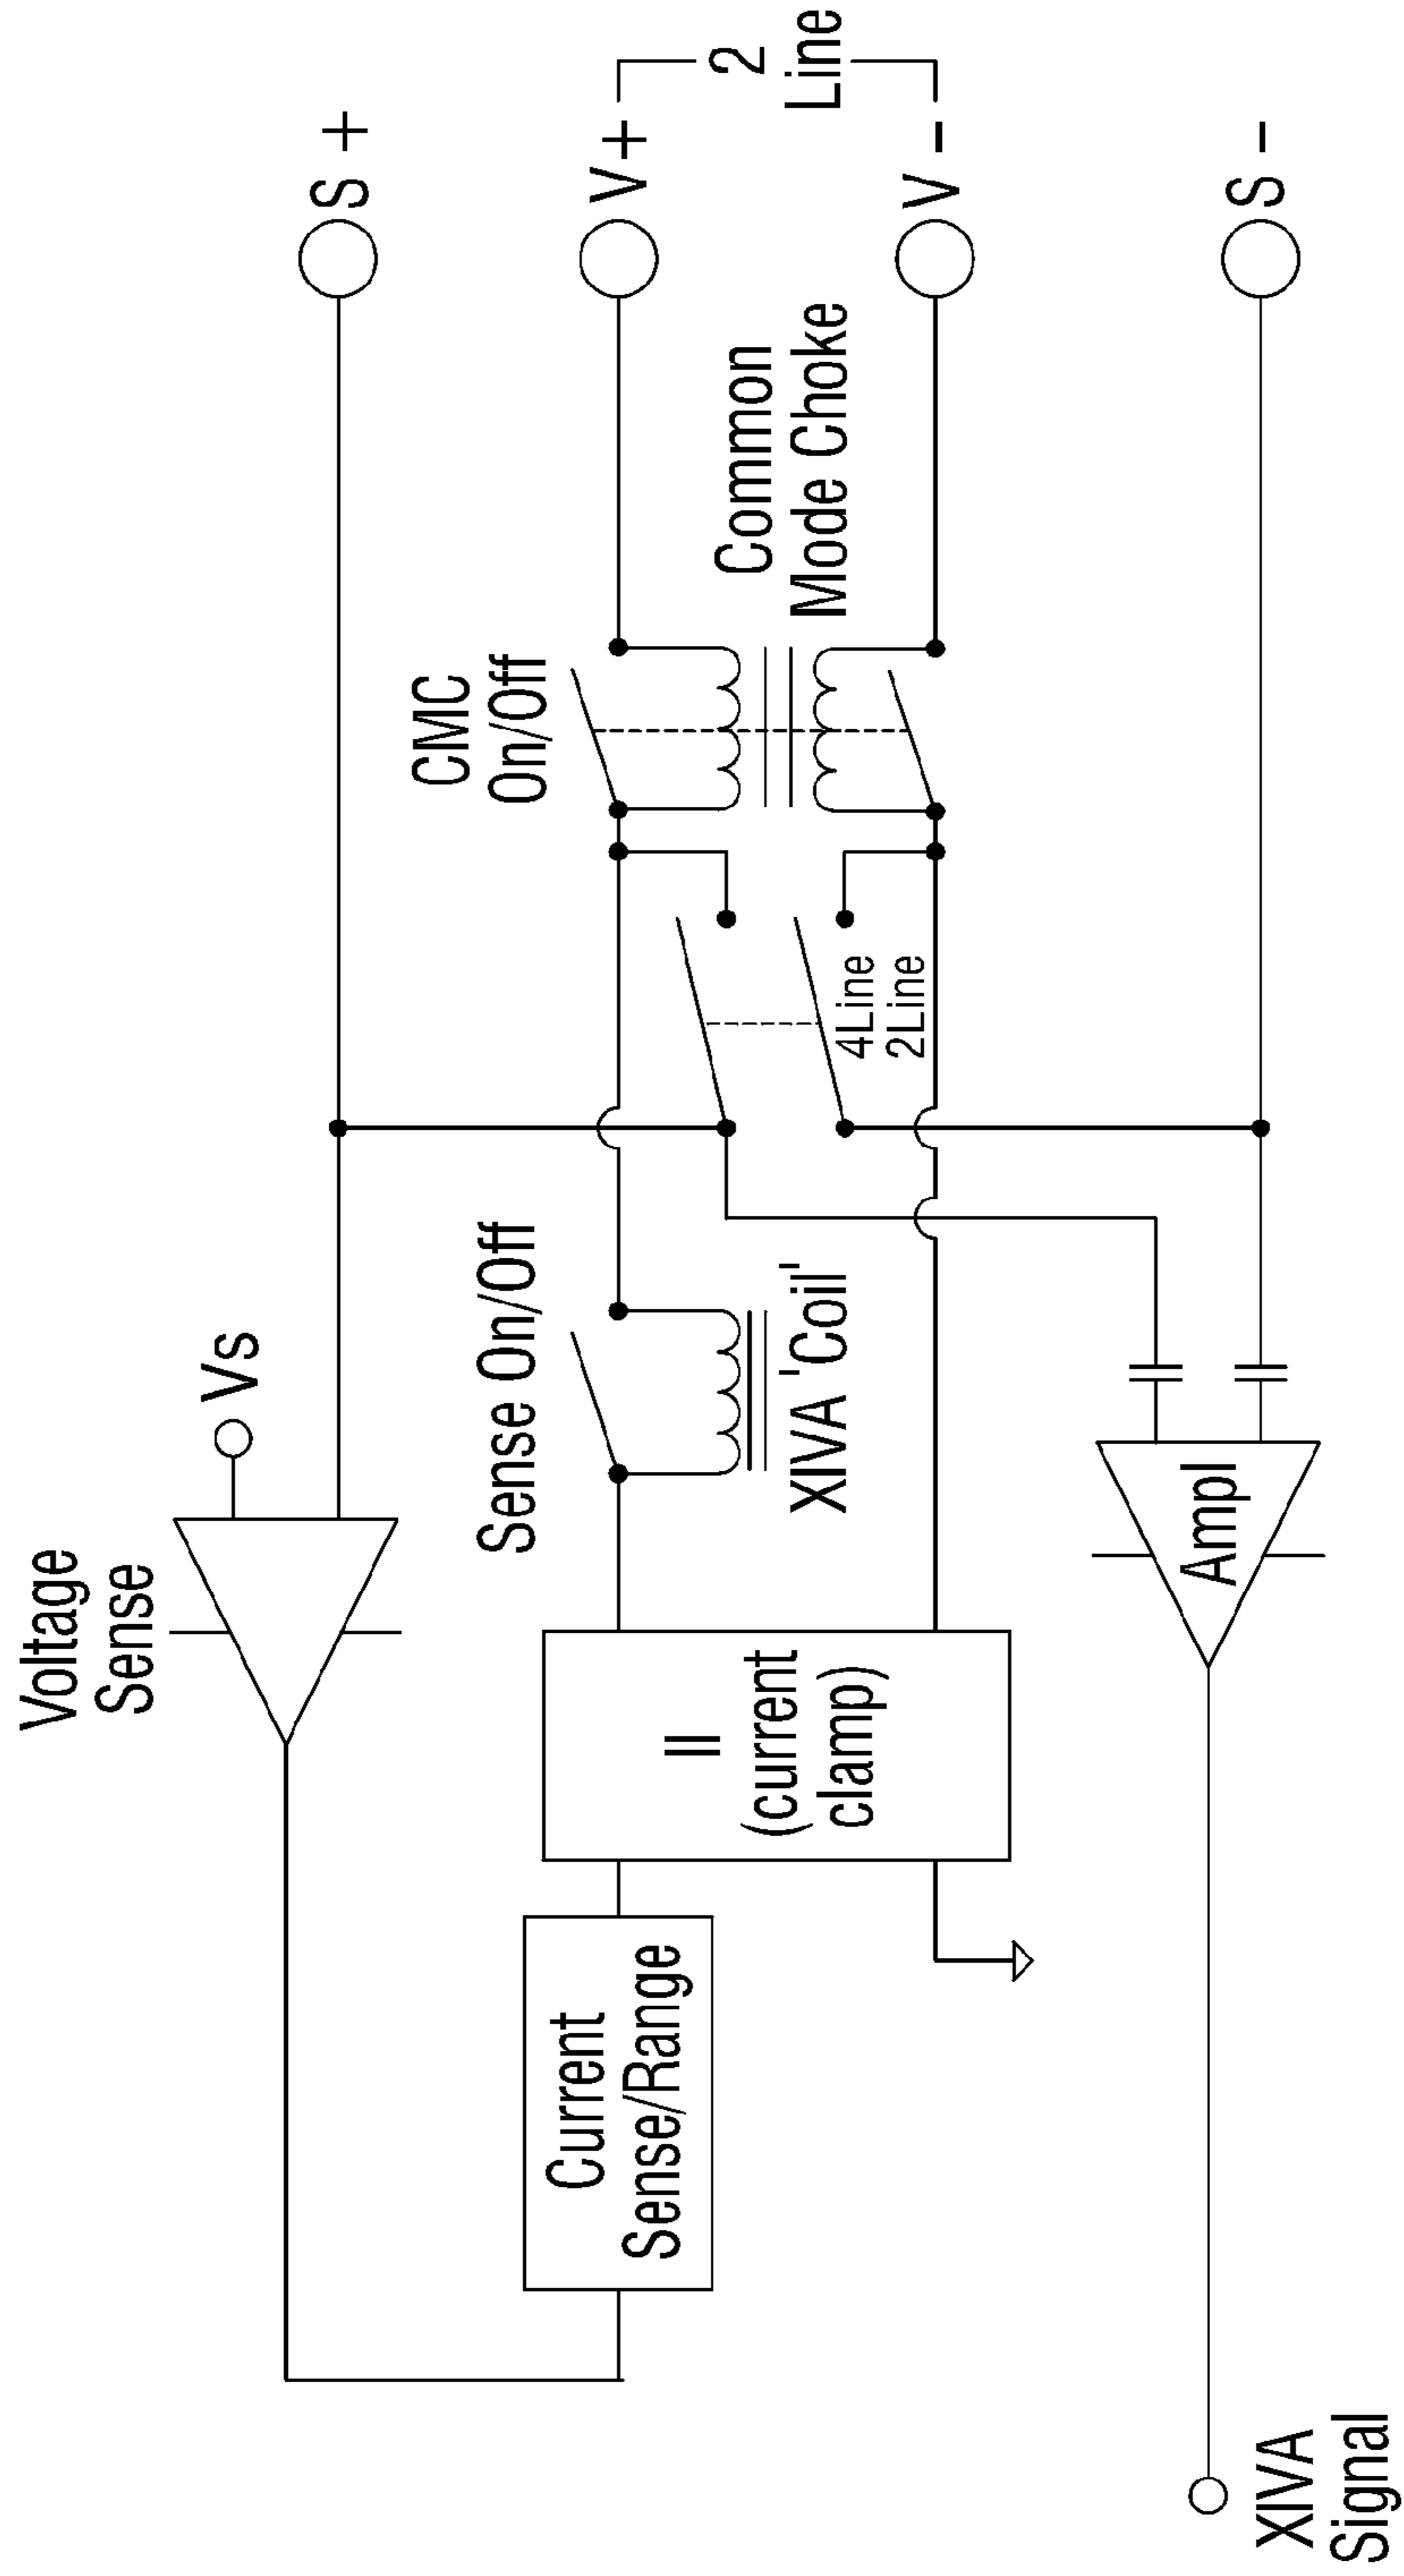 Voltage
Sense
Vs
S +
Current
Sense/Range
II
(current
clamp)
Sense On/Off
XIVA 'Coil'
CMC
On/Off
4Line
2Line
Common
Mode Choke
V +
V -
2
Line
XIVA
Signal
Ampl
S -